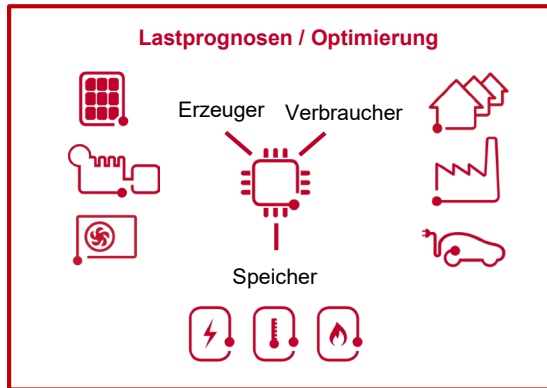 Lastprognosen / Optimierung
Erzeuger
Verbraucher
Speicher